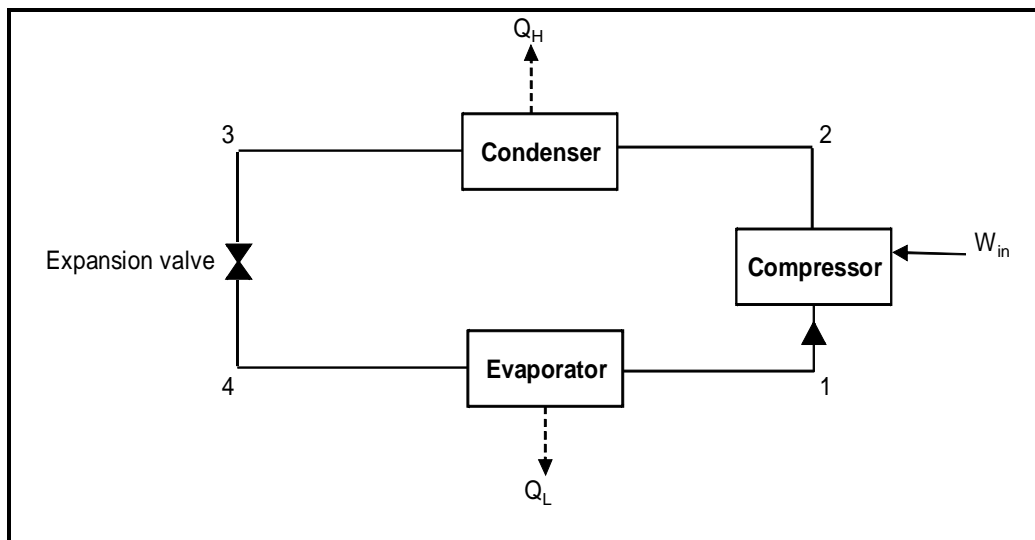 Q_H
3
Condenser
2
Expansion valve
Compressor
W_in
4
Evaporator
1
Q_L